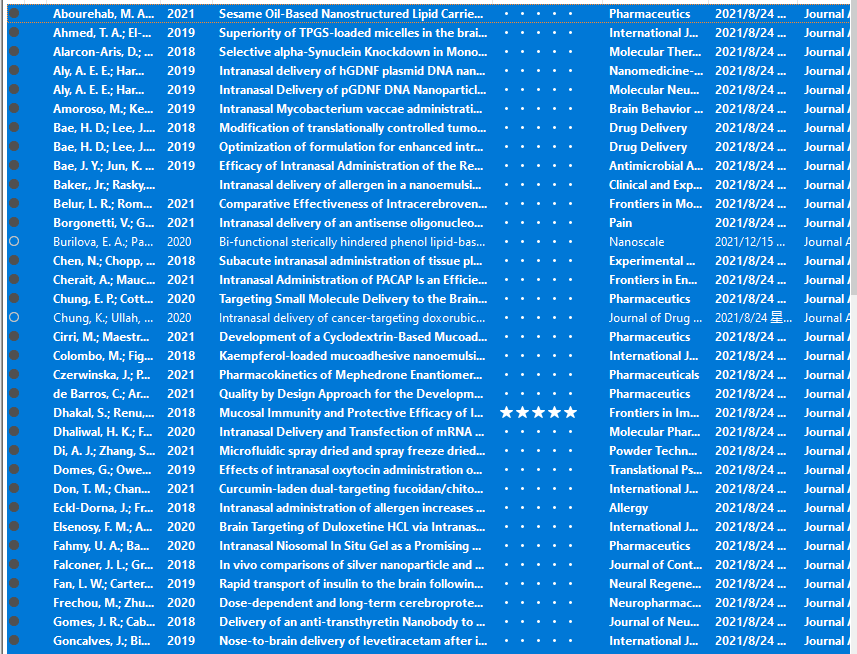 Abourehab, M. A... 2021 Sesame Oil-Based Nanostructured Lipid Carrie... Pharmaceutics 2021/8/24 ... Journal A
Ahmed, T. A.; El-... 2019 Superiority of TPGS-loaded micelles in the brai... International J... 2021/8/24 ... Journal A
Alarcon-Aris, D.; ... 2018 Selective alpha-Synuclein Knockdown in Mono... Molecular Ther... 2021/8/24 ... Journal A
Aly, A. E. E.; Har... 2019 Intranasal delivery of hGDNF plasmid DNA nan... Nanomedicine-... 2021/8/24 ... Journal A
Aly, A. E. E.; Har... 2019 Intranasal Delivery of pGDNF DNA Nanoparticl... Molecular Neu... 2021/8/24 ... Journal A
Amoroso, M.; Ke... 2019 Intranasal Mycobacterium vaccae administrati... Brain Behavior ... 2021/8/24 ... Journal A
Bae, H. D.; Lee, J.... 2018 Modification of translationally controlled tumo... Drug Delivery 2021/8/24 ... Journal A
Bae, H. D.; Lee, J.... 2019 Optimization of formulation for enhanced intr... Drug Delivery 2021/8/24 ... Journal A
Bae, J. Y.; Jun, K. ... 2019 Efficacy of Intranasal Administration of the Re... Antimicrobial A... 2021/8/24 ... Journal A
Baker,, Jr.; Rasky,... Intranasal delivery of allergen in a nanoemulsi... Clinical and Exp... 2021/8/24 ... Journal A
Belur, L. R.; Rom... 2021 Comparative Effectiveness of Intracerebroven... Frontiers in Mo... 2021/8/24 ... Journal A
Borgonetti, V.; G... 2021 Intranasal delivery of an antisense oligonucleo... Pain 2021/8/24 ... Journal A
Burilova, E. A.; Pa... 2020 Bi-functional sterically hindered phenol lipid-bas... Nanoscale 2021/12/15 ... Journal A
Chen, N.; Chopp, ... 2018 Subacute intranasal administration of tissue pl... Experimental ... 2021/8/24 ... Journal A
Cherait, A.; Mauc... 2021 Intranasal Administration of PACAP Is an Efficie... Frontiers in En... 2021/8/24 ... Journal A
Chung, E. P.; Cott... 2020 Targeting Small Molecule Delivery to the Brain... Pharmaceutics 2021/8/24 ... Journal A
Chung, K.; Ullah, ... 2020 Intranasal delivery of cancer-targeting doxorubic... Journal of Drug ... 2021/8/24 星... Journal A
Cirri, M.; Maestr... 2021 Development of a Cyclodextrin-Based Mucoad... Pharmaceutics 2021/8/24 ... Journal A
Colombo, M.; Fig... 2018 Kaempferol-loaded mucoadhesive nanoemulsi... International J... 2021/8/24 ... Journal A
Czerwinska, J.; P... 2021 Pharmacokinetics of Mephedrone Enantiomer... Pharmaceuticals 2021/8/24 ... Journal A
de Barros, C.; Ar... 2021 Quality by Design Approach for the Developm... Pharmaceutics 2021/8/24 ... Journal A
Dhakal, S.; Renu,... 2018 Mucosal Immunity and Protective Efficacy of I... ★★★★★ Frontiers in Im... 2021/8/24 ... Journal A
Dhaliwal, H. K.; F... 2020 Intranasal Delivery and Transfection of mRNA ... Molecular Phar... 2021/8/24 ... Journal A
Di, A. J.; Zhang, S... 2021 Microfluidic spray dried and spray freeze dried... Powder Techn... 2021/8/24 ... Journal A
Domes, G.; Owe... 2019 Effects of intranasal oxytocin administration o... Translational Ps... 2021/8/24 ... Journal A
Don, T. M.; Chan... 2021 Curcumin-laden dual-targeting fucoidan/chito... International J... 2021/8/24 ... Journal A
Eckl-Dorna, J.; Fr... 2018 Intranasal administration of allergen increases ... Allergy 2021/8/24 ... Journal A
Elsenosy, F. M.; A... 2020 Brain Targeting of Duloxetine HCL via Intranas... International J... 2021/8/24 ... Journal A
Fahmy, U. A.; Ba... 2020 Intranasal Niosomal In Situ Gel as a Promising ... Pharmaceutics 2021/8/24 ... Journal A
Falconer, J. L.; Gr... 2018 In vivo comparisons of silver nanoparticle and ... Journal of Cont... 2021/8/24 ... Journal A
Fan, L. W.; Carter... 2019 Rapid transport of insulin to the brain followin... Neural Regene... 2021/8/24 ... Journal A
Frechou, M.; Zhu... 2020 Dose-dependent and long-term cerebroprote... Neuropharmac... 2021/8/24 ... Journal A
Gomes, J. R.; Cab... 2018 Delivery of an anti-transthyretin Nanobody to ... Journal of Neu... 2021/8/24 ... Journal A
Goncalves, J.; Bi... 2019 Nose-to-brain delivery of levetiracetam after i... International J... 2021/8/24 ... Journal A